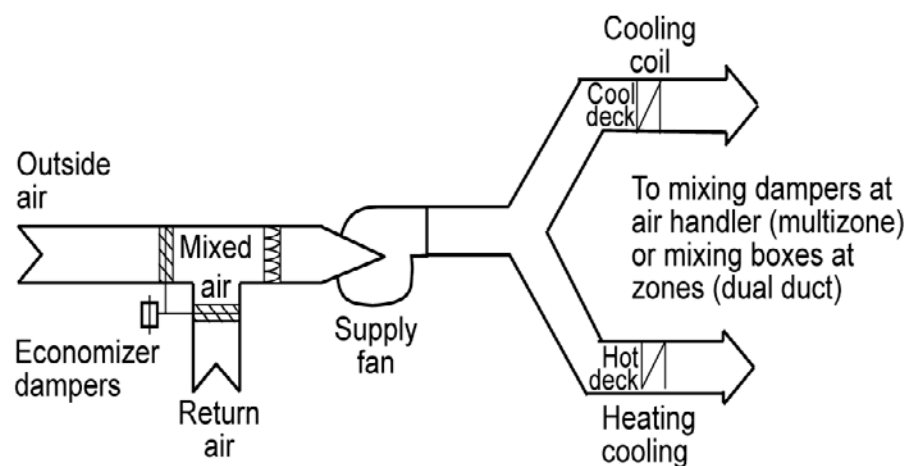 Cooling
coil
Cool
deck
Outside
air
Mixed
air
To mixing dampers at
air handler (multizone)
or mixing boxes at
zones (dual duct)
Economizer
dampers
Return
air
Supply
fan
Hot
deck
Heating
cooling